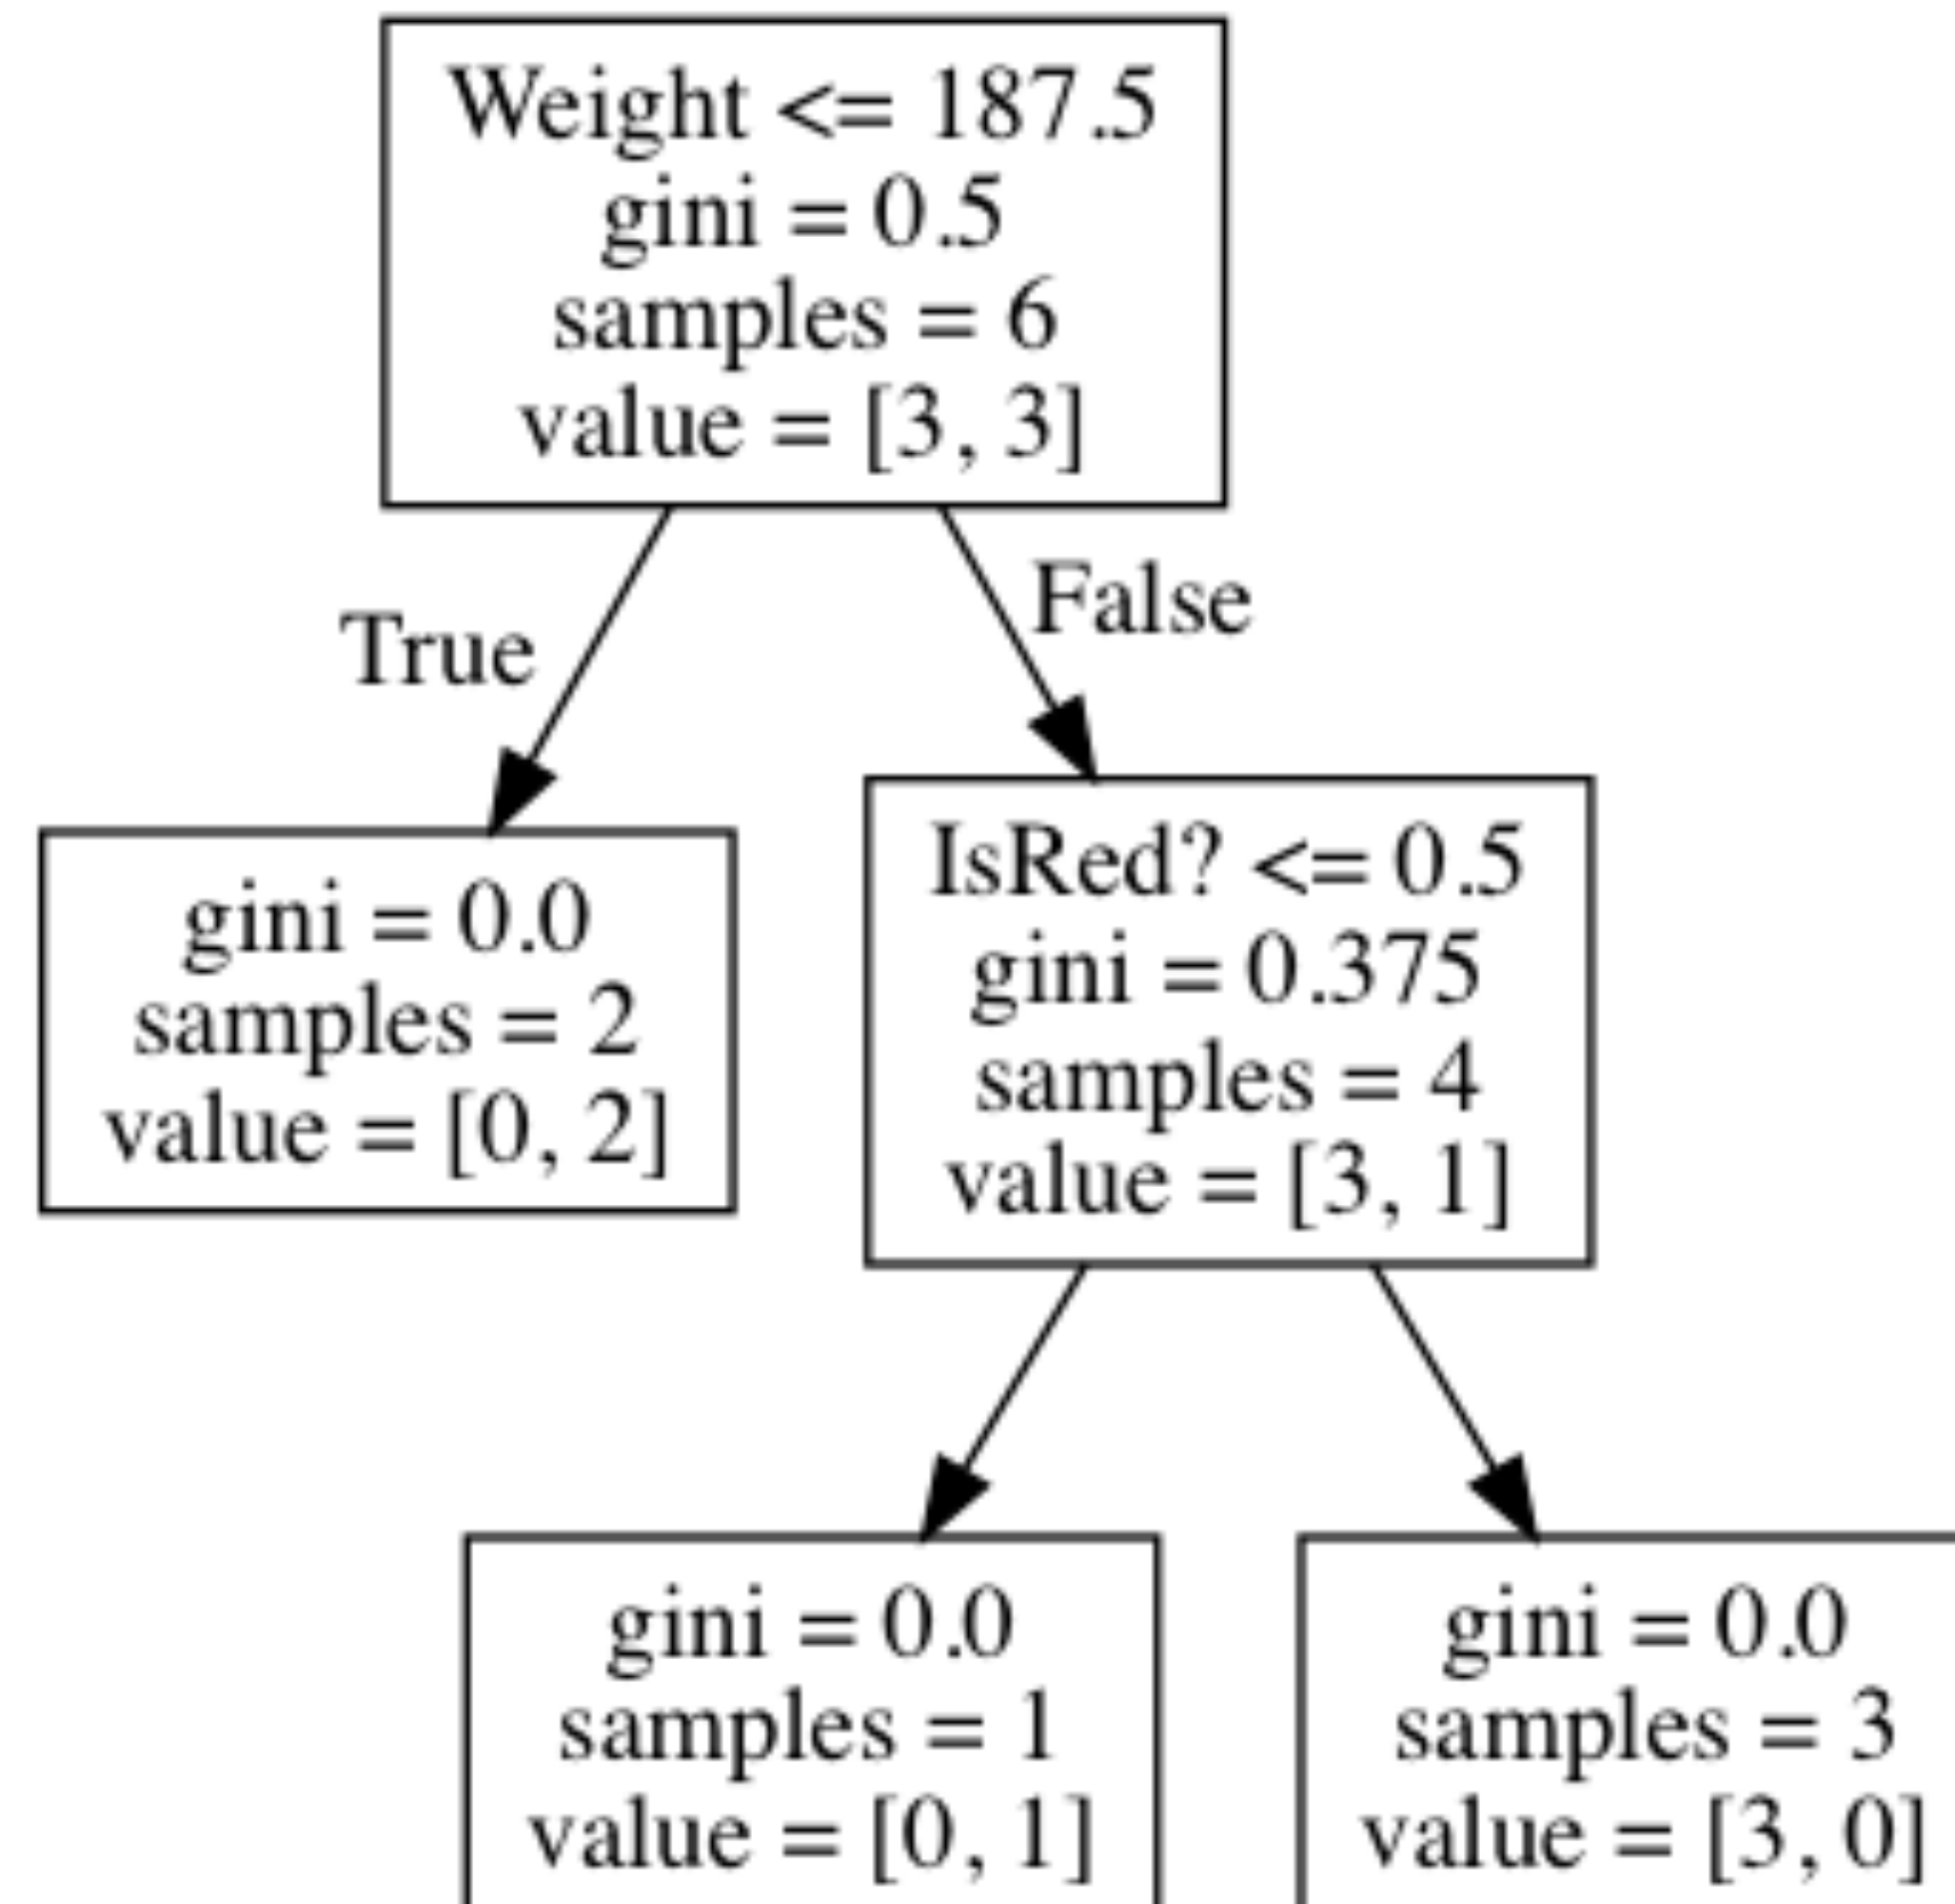 Weight <= 187.5
gini = 0.5
samples = 6
value = [3, 3]
True
False
gini = 0.0
samples = 2
value = [0, 2]
IsRed? <= 0.5
gini = 0.375
samples = 4
value = [3, 1]
gini = 0.0
samples = 1
value = [0, 1]
gini = 0.0
samples = 3
value = [3, 0]